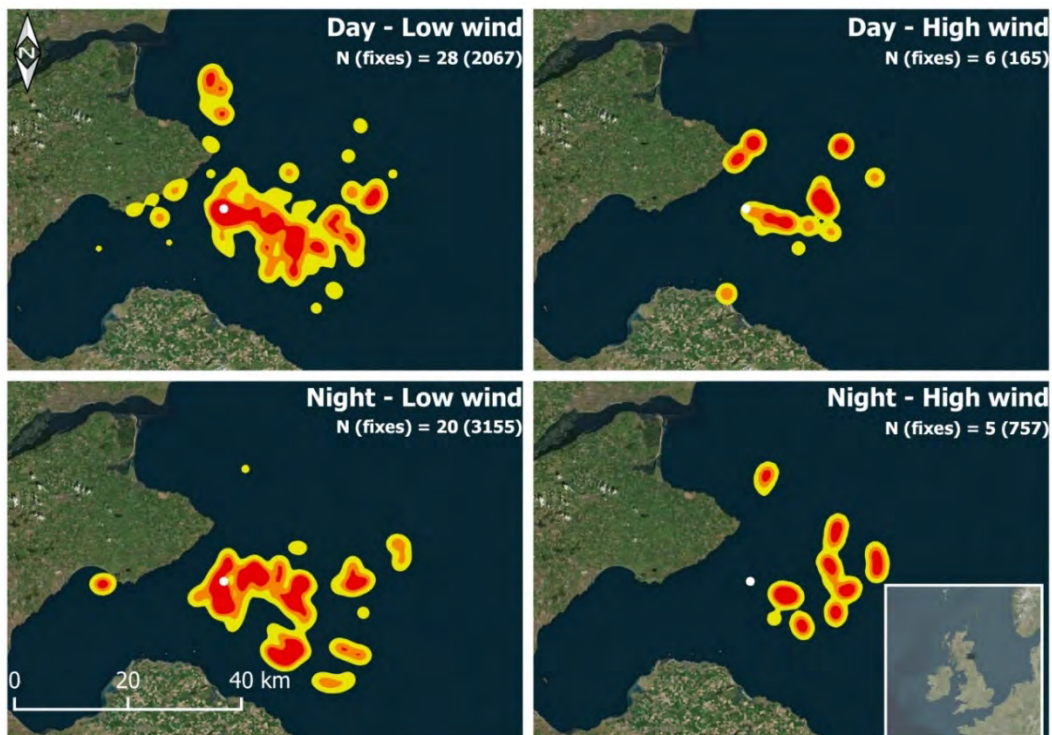 N
Day - Low wind
N (fixes) = 28 (2067)
Day - High wind
N (fixes) = 6 (165)
Night - Low wind
N (fixes) = 20 (3155)
0 20 40 km
Night - High wind
N (fixes) = 5 (757)